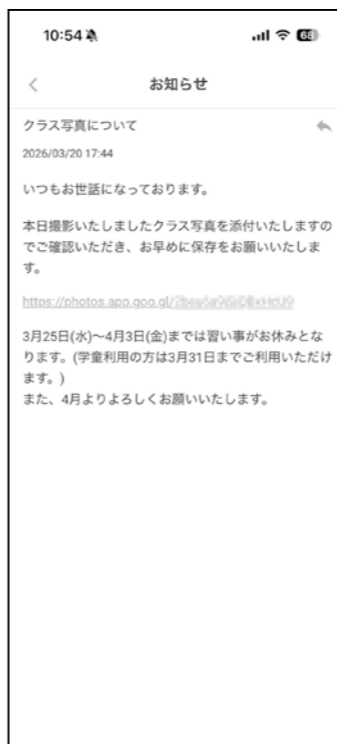 10:54
68
お知らせ
クラス写真について
2026/03/20 17:44
いつもお世話になっております。
本日撮影いたしましたクラス写真を添付いたしますの
でご確認いただき、お早めに保存をお願いいたしま
す。
https://photos.app.goo.gl/
3月25日(水)〜4月3日(金)までは習い事がお休みとな
ります。(学童利用の方は3月31日までご利用いただけ
ます。)
また、4月よりよろしくお願いいたします。